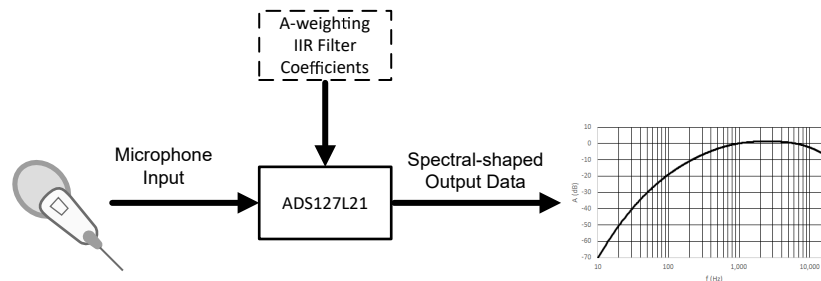 A-weighting
IIR Filter
Coefficients
Microphone
Input
ADS127L21
Spectral-shaped
Output Data
A (dB)
10
0
-10
-20
-30
-40
-50
-60
-70
10
100
1,000
10,000
f (Hz)